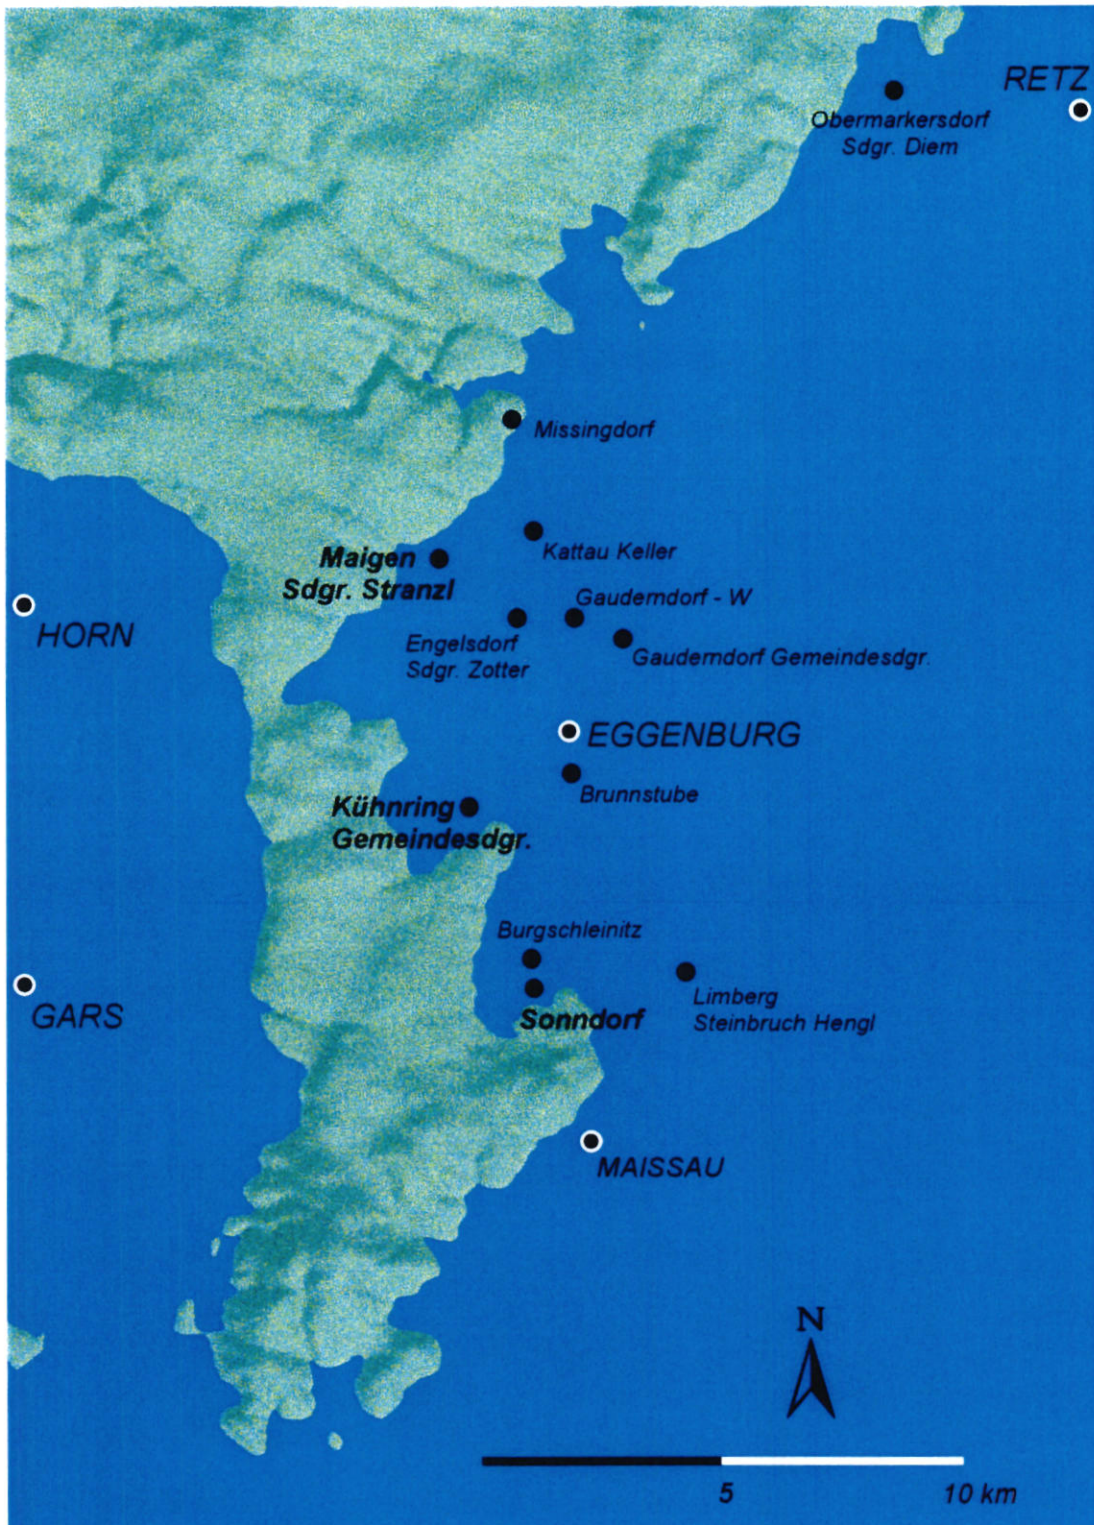 RETZ
Obermarkersdorf
Sdgr. Diem
Missingdorf
Kattau Keller
Maigen
Sdgr. Stranzl
Gauderndorf - W
HORN
Engelsdorf
Sdgr. Zotter
Gauderndorf Gemeindesdgr.
EGGENBURG
Brunnstube
Kühnring
Gemeindesdgr.
Burgschleinitz
Limberg
Steinbruch Hengl
GARS
Sonndorf
MAISSAU
N
5
10 km